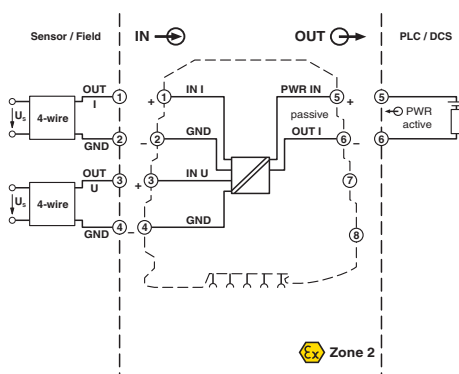 Sensor / Field
IN
OUT
PLC / DCS
OUT
I
1
1
+
IN I
PWR IN
5
+
5
passive
PWR
active
Us
4-wire
GND
2
–
2
GND
OUT I
6
–
6
OUT
U
3
+
3
IN U
7
Us
4-wire
GND
4
–
4
GND
8
Ex
Zone 2